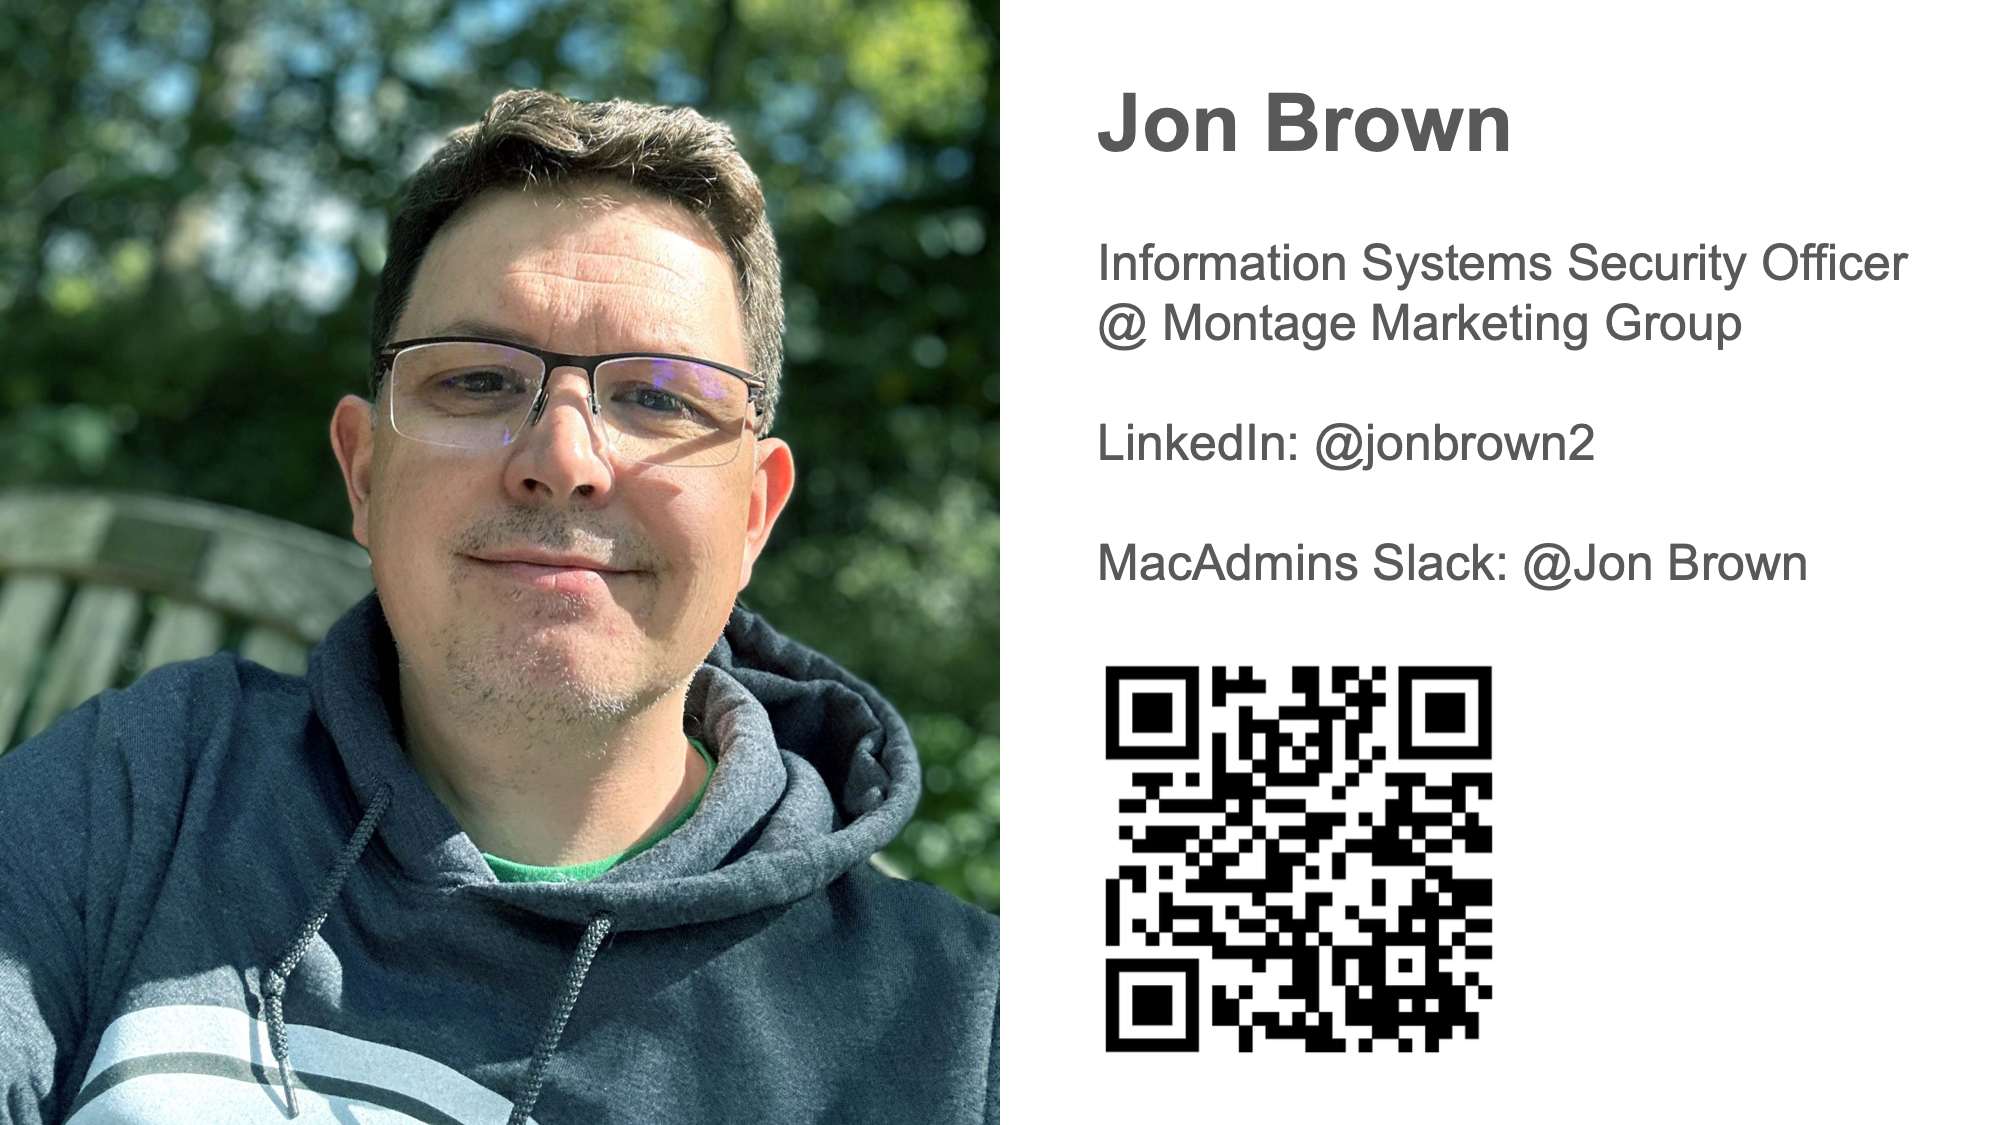 Jon Brown
Information Systems Security Officer
@ Montage Marketing Group
LinkedIn: @jonbrown2
MacAdmins Slack: @Jon Brown